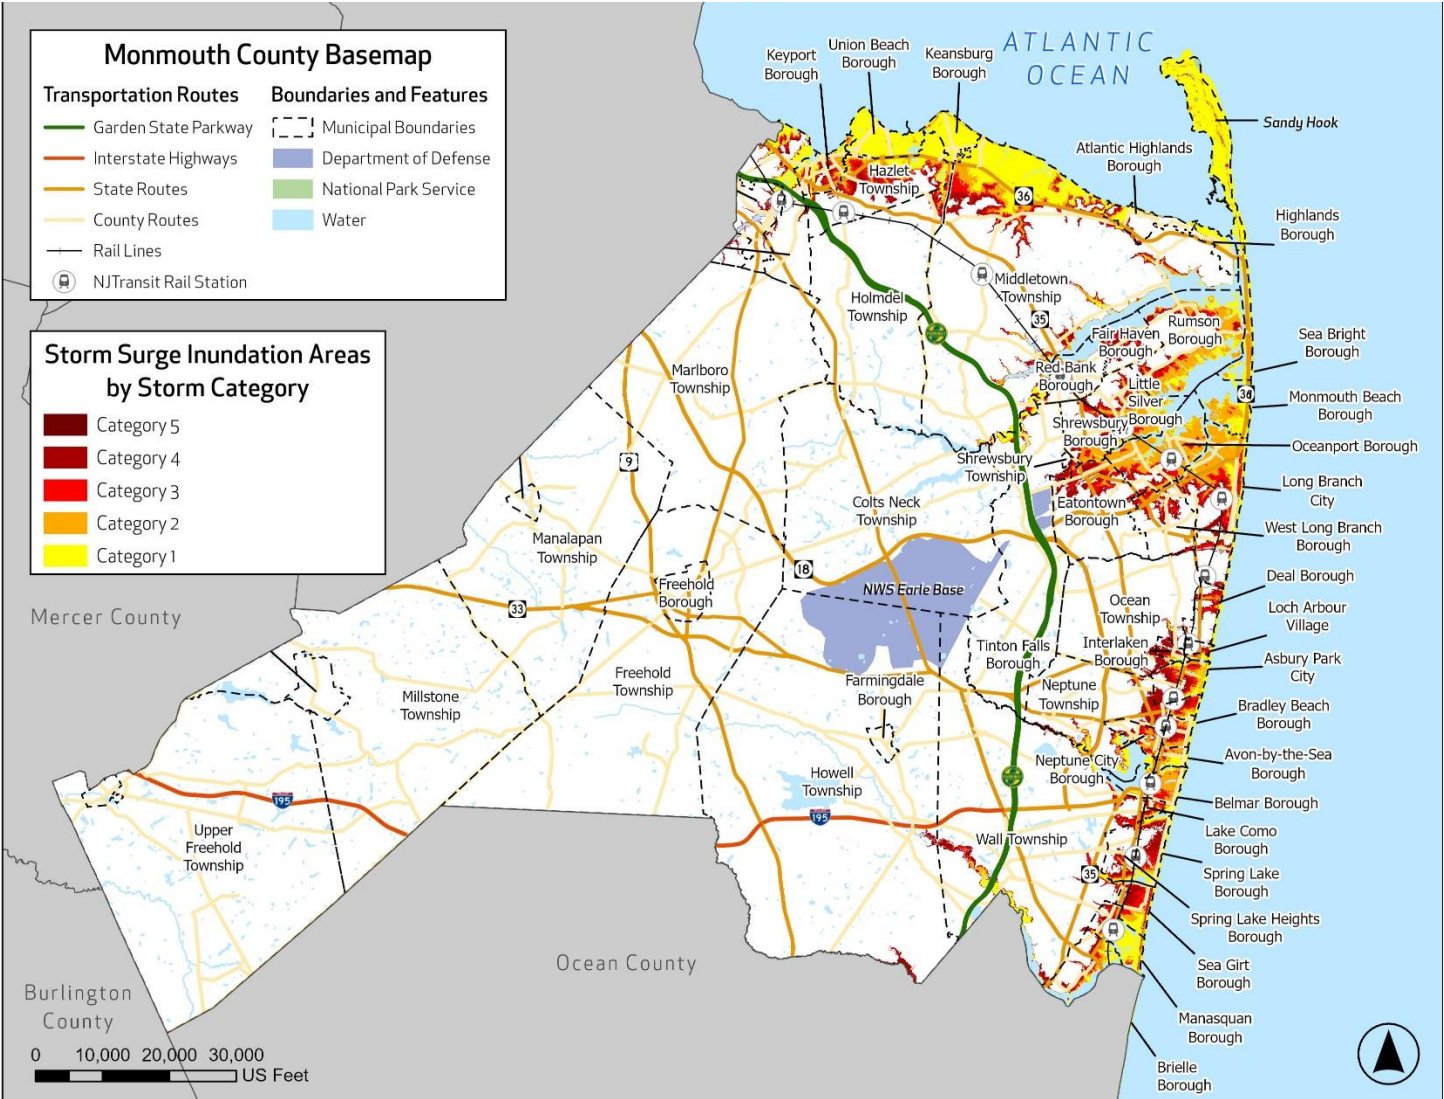 Monmouth County Basemap
Transportation Routes
Garden State Parkway
Interstate Highways
State Routes
County Routes
Rail Lines
NJTransit Rail Station
Boundaries and Features
Municipal Boundaries
Department of Defense
National Park Service
Water
Storm Surge Inundation Areas
by Storm Category
Category 5
Category 4
Category 3
Category 2
Category 1
ATLANTIC
OCEAN
Keyport
Borough
Union Beach
Borough
Keansburg
Borough
Sandy Hook
Atlantic Highlands
Borough
Highlands
Borough
Hazlet
Township
36
Middletown
Township
35
Holmdel
Township
Marlboro
Township
Fair Haven
Borough
Rumson
Borough
Sea Bright
Borough
Red Bank
Borough
Little
Silver
Borough
36
Monmouth Beach
Borough
Shrewsbury
Borough
Oceanport Borough
Shrewsbury
Township
Long Branch
City
Eatontown
Borough
West Long Branch
Borough
9
Colts Neck
Township
Manalapan
Township
18
Freehold
Borough
NWS Earle Base
33
Deal Borough
Ocean
Township
Loch Arbour
Village
Interlaken
Borough
Tinton Falls
Borough
Asbury Park
City
Freehold
Township
Farmingdale
Borough
Neptune
Township
Millstone
Township
Bradley Beach
Borough
Neptune City
Borough
Avon-by-the-Sea
Borough
Howell
Township
Belmar Borough
195
195
Upper
Freehold
Township
Wall Township
Lake Como
Borough
35
Spring Lake
Borough
Spring Lake Heights
Borough
Sea Girt
Borough
Manasquan
Borough
Brielle
Borough
Mercer County
Ocean County
Burlington
County
0 10,000 20,000 30,000
US Feet